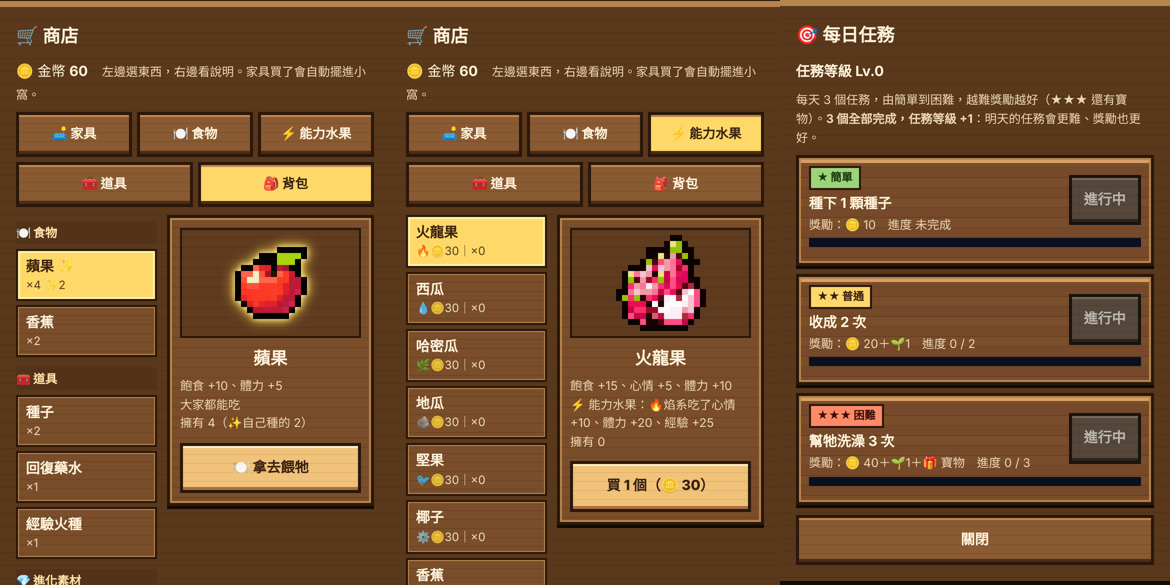 🛒 商店
🪙 金幣 60 左邊選東西，右邊看說明。家具買了會自動擺進小
窩。
🛋️ 家具
🍽️ 食物
⚡ 能力水果
🧰 道具
🎒 背包
🍽️ 食物
蘋果 ✨
×4 ✨2
香蕉
×2
🧰 道具
種子
×2
回復藥水
×1
經驗火種
×1
💎 進化素材
蘋果
飽食 +10、體力 +5
大家都能吃
擁有 4（✨自己種的 2）
🍽️ 拿去餵牠
🛒 商店
🪙 金幣 60 左邊選東西，右邊看說明。家具買了會自動擺進小
窩。
🛋️ 家具
🍽️ 食物
⚡ 能力水果
🧰 道具
🎒 背包
火龍果
🔥🪙30｜×0
西瓜
💧🪙30｜×0
哈密瓜
🌿🪙30｜×0
地瓜
🪨🪙30｜×0
堅果
🐦🪙30｜×0
椰子
⚙️🪙30｜×0
香蕉
火龍果
飽食 +15、心情 +5、體力 +10
⚡ 能力水果：🔥焰系吃了心情
+10、體力 +20、經驗 +25
擁有 0
買 1 個（🪙 30）
🎯 每日任務
任務等級 Lv.0
每天 3 個任務，由簡單到困難，越難獎勵越好（★★★ 還有寶
物）。3 個全部完成，任務等級 +1：明天的任務會更難、獎勵也更
好。
★ 簡單
種下 1 顆種子
獎勵：🪙 10 進度 未完成
進行中
★★ 普通
收成 2 次
獎勵：🪙 20＋🌱1 進度 0 / 2
進行中
★★★ 困難
幫牠洗澡 3 次
獎勵：🪙 40＋🌱1＋🎁 寶物 進度 0 / 3
進行中
關閉